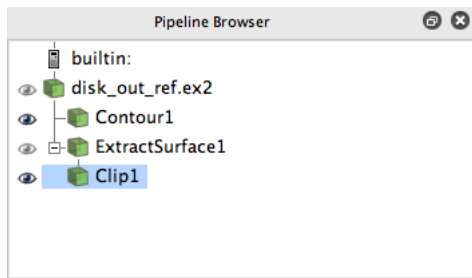 Pipeline Browser
builtin:
disk_out_ref.ex2
Contour1
ExtractSurface1
Clip1